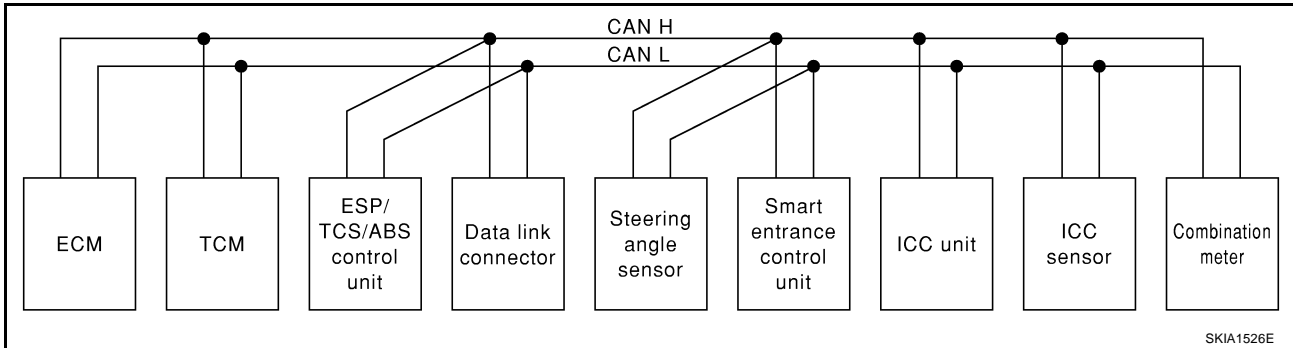 CAN H
CAN L
ECM
TCM
ESP/
TCS/ABS
control
unit
Data link
connector
Steering
angle
sensor
Smart
entrance
control
unit
ICC unit
ICC
sensor
Combination
meter
SKIA1526E